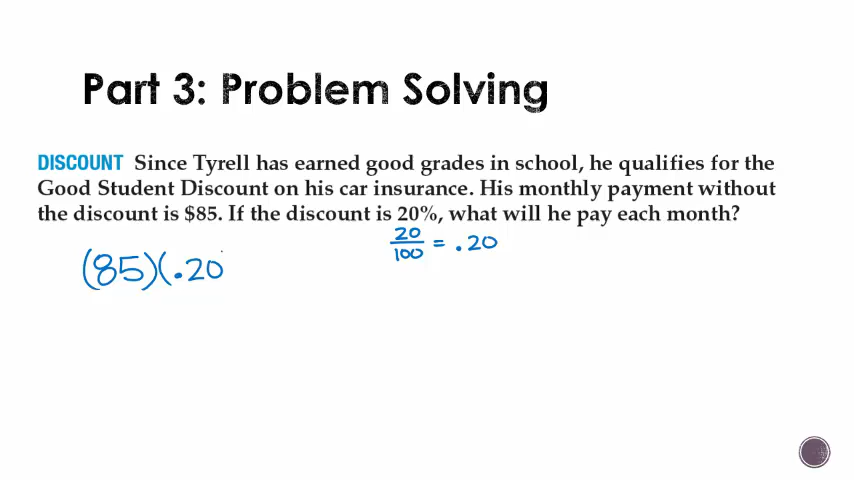 Part 3: Problem Solving
DISCOUNT Since Tyrell has earned good grades in school, he qualifies for the
Good Student Discount on his car insurance. His monthly payment without
the discount is $85. If the discount is 20%, what will he pay each month?
20/100 = .20
(85)(.20